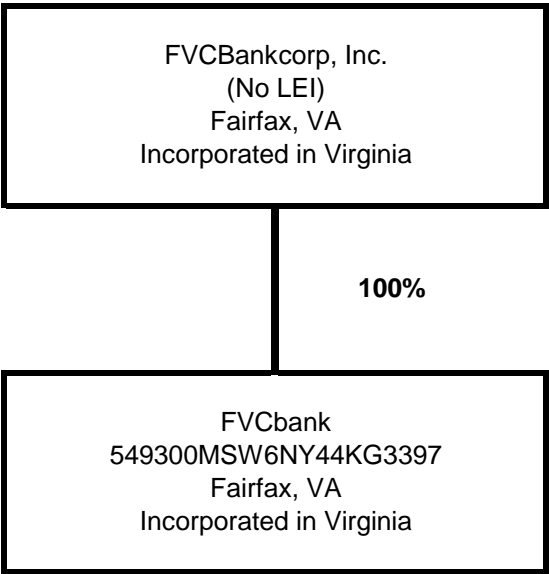 FVCBankcorp, Inc.
(No LEI)
Fairfax, VA
Incorporated in Virginia
100%
FVCbank
549300MSW6NY44KG3397
Fairfax, VA
Incorporated in Virginia